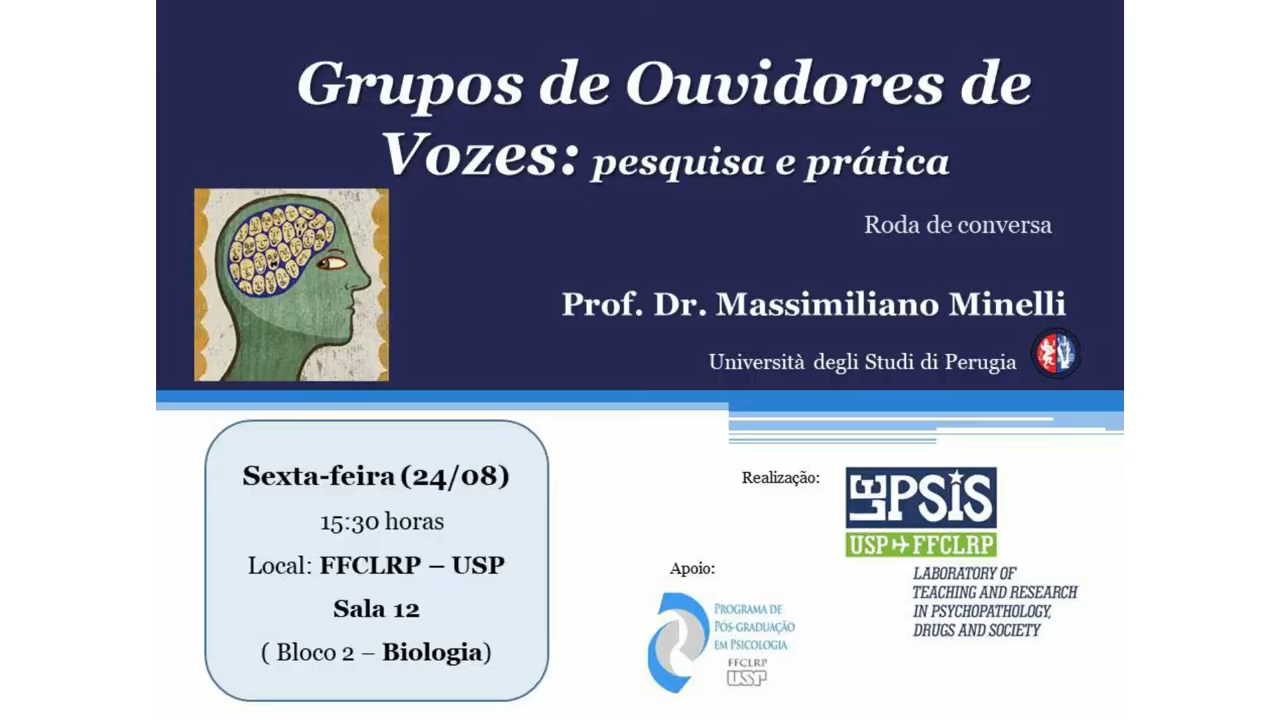 Grupos de Ouvidores de
Vozes: pesquisa e prática
Roda de conversa
Prof. Dr. Massimiliano Minelli
Università degli Studi di Perugia
Sexta-feira (24/08)
15:30 horas
Local: FFCLRP – USP
Sala 12
( Bloco 2 – Biologia)
Realização:
LEPSIS
USP FFCLRP
LABORATORY OF
TEACHING AND RESEARCH
IN PSYCHOPATHOLOGY,
DRUGS AND SOCIETY
Apoio:
PROGRAMA DE
PÓS-GRADUAÇÃO
EM PSICOLOGIA
FFCLRP
USP